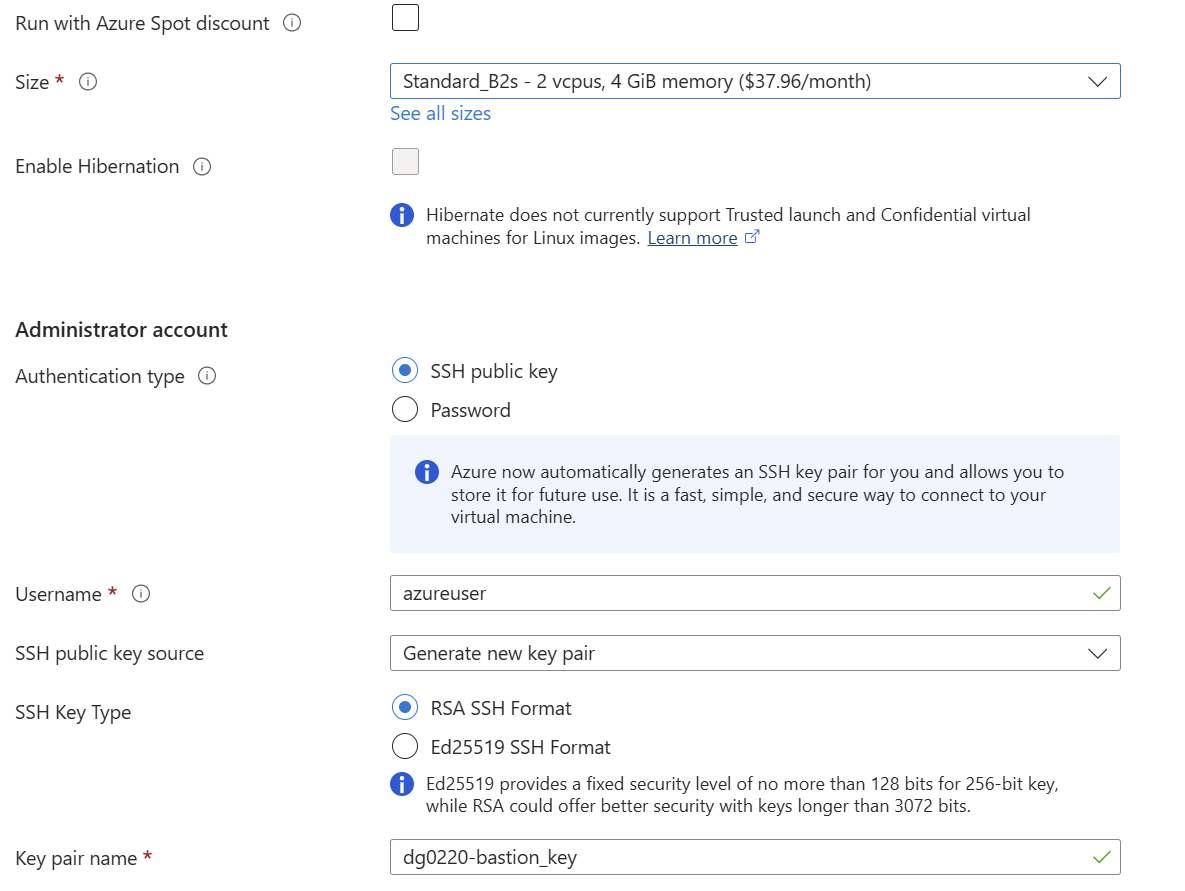 Run with Azure Spot discount
Size *
Standard_B2s - 2 vcpus, 4 GiB memory ($37.96/month)
See all sizes
Enable Hibernation
Hibernate does not currently support Trusted launch and Confidential virtual
machines for Linux images. Learn more
Administrator account
Authentication type
SSH public key
Password
Azure now automatically generates an SSH key pair for you and allows you to
store it for future use. It is a fast, simple, and secure way to connect to your
virtual machine.
Username *
azureuser
SSH public key source
Generate new key pair
SSH Key Type
RSA SSH Format
Ed25519 SSH Format
Ed25519 provides a fixed security level of no more than 128 bits for 256-bit key,
while RSA could offer better security with keys longer than 3072 bits.
Key pair name *
dg0220-bastion_key